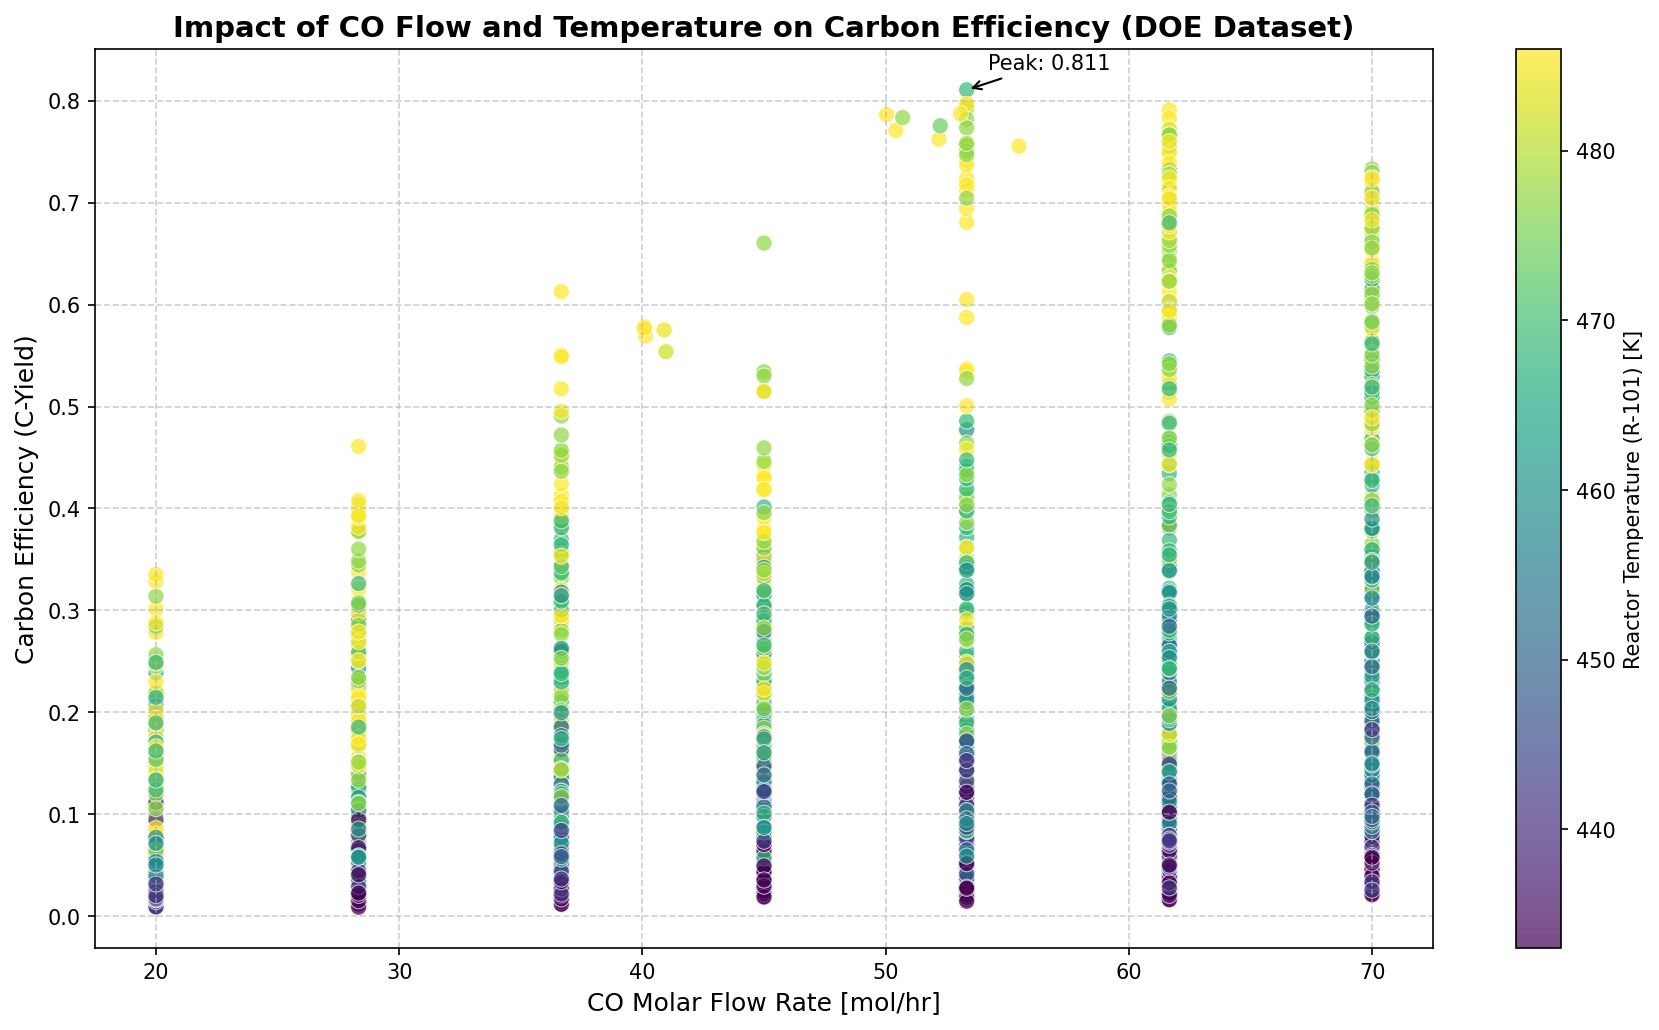 Impact of CO Flow and Temperature on Carbon Efficiency (DOE Dataset)
Peak: 0.811
Carbon Efficiency (C-Yield)
0.8
0.7
0.6
0.5
0.4
0.3
0.2
0.1
0.0
20 30 40 50 60 70
CO Molar Flow Rate [mol/hr]
480
470
460
450
440
Reactor Temperature (R-101) [K]